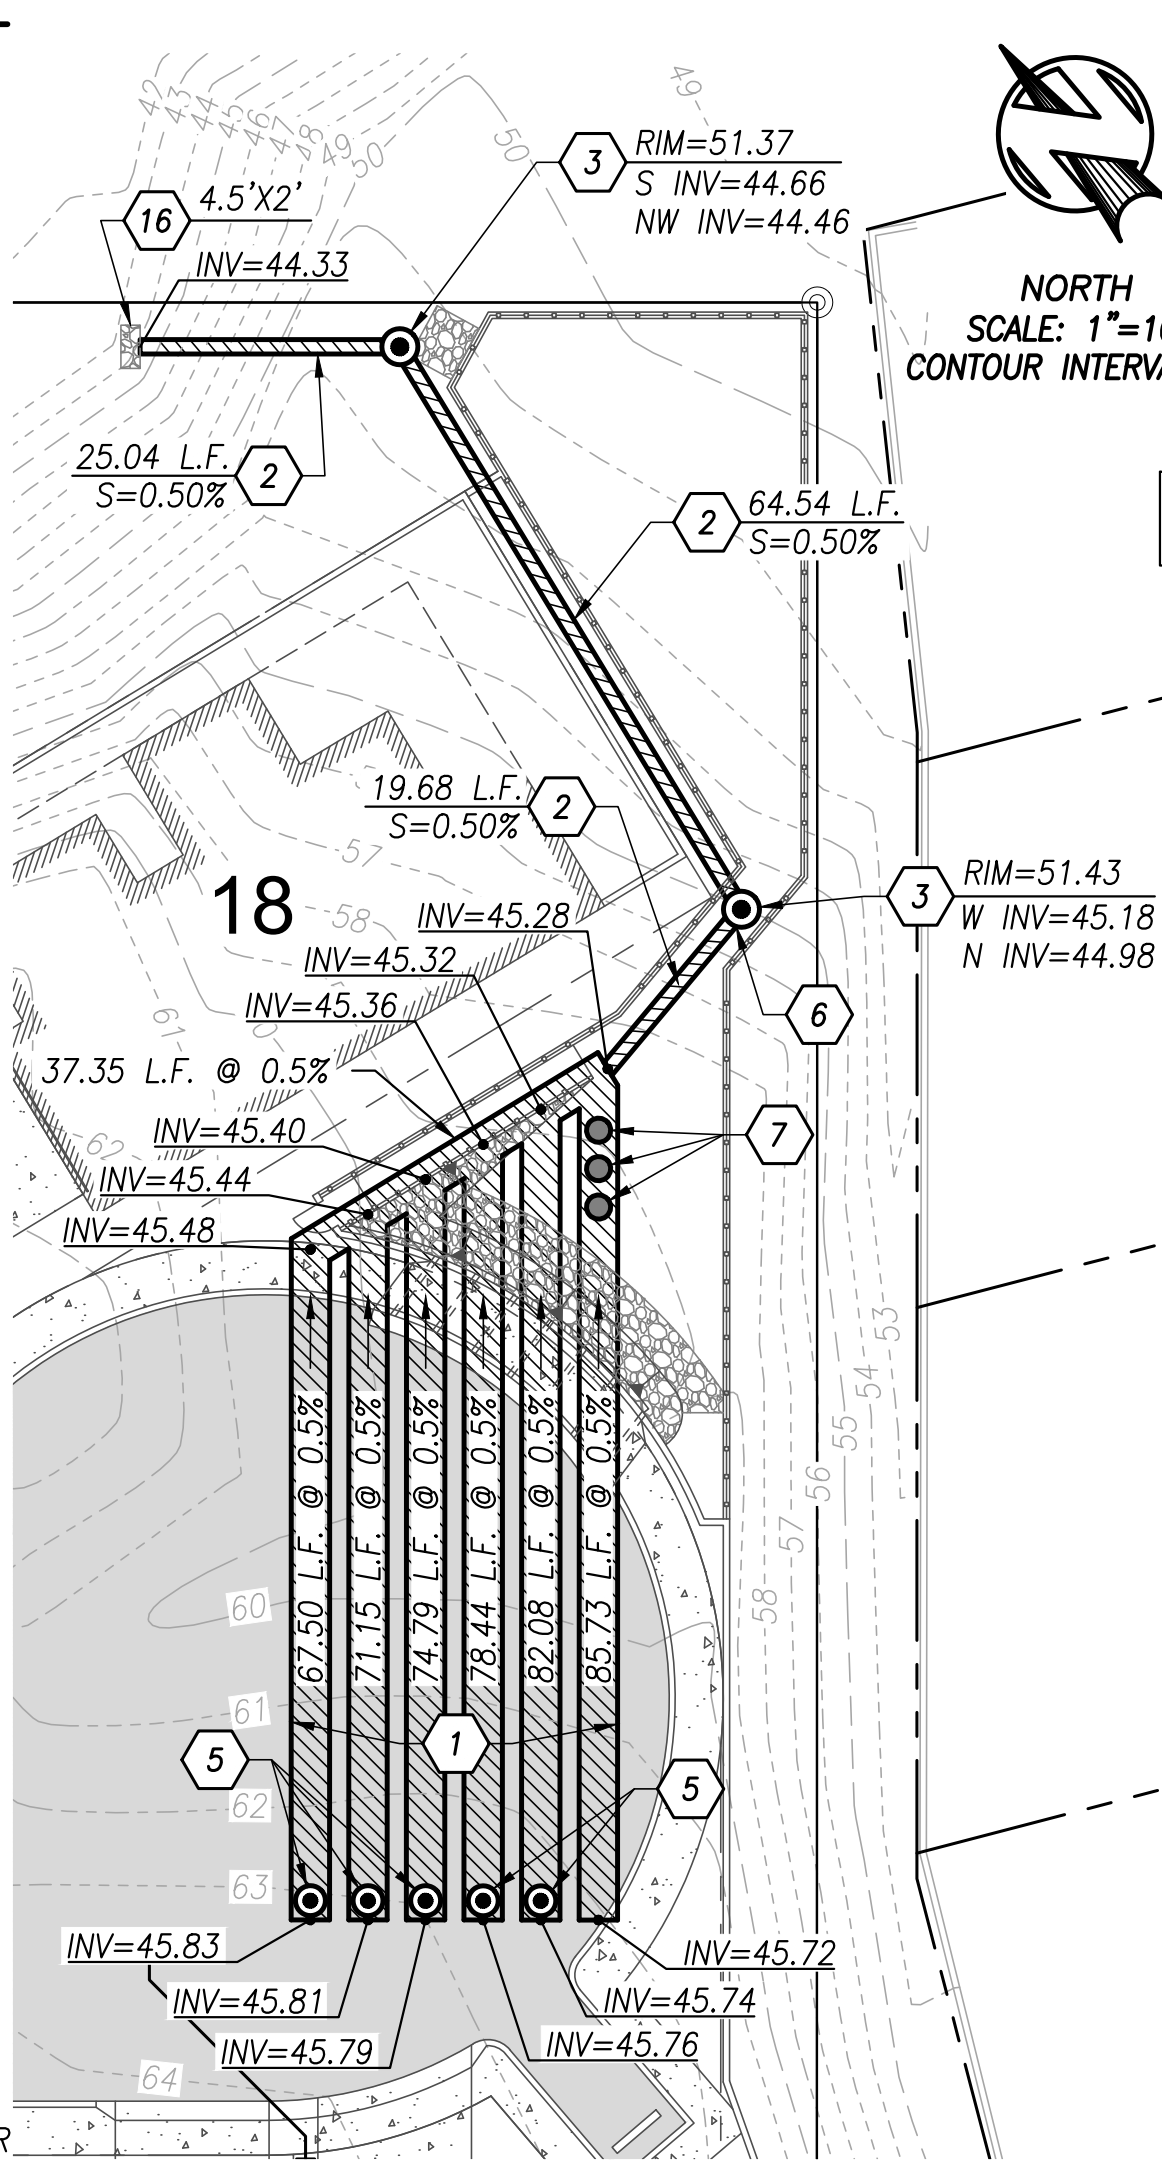 42
43
44
45
46
47
48
49
50
50
49
3
RIM=51.37
S INV=44.66
NW INV=44.46
16
4.5'X2'
INV=44.33
NORTH
SCALE: 1"=1
CONTOUR
25.04 L.F.
S=0.50%
2
2
64.54 L.F.
S=0.50%
19.68 L.F.
S=0.50%
2
57
18
58
3
RIM=51.43
W INV=45.18
N INV=44.98
INV=45.28
INV=45.32
INV=45.36
6
61
37.35 L.F. @ 0.5%
INV=45.40
62
7
INV=45.44
INV=45.48
53
54
55
56
57
58
67.50 L.F. @ 0.5%
71.15 L.F. @ 0.5%
74.79 L.F. @ 0.5%
78.44 L.F. @ 0.5%
82.08 L.F. @ 0.5%
85.73 L.F. @ 0.5%
60
61
1
5
5
62
63
INV=45.83
INV=45.72
INV=45.81
INV=45.74
INV=45.79
INV=45.76
64
R